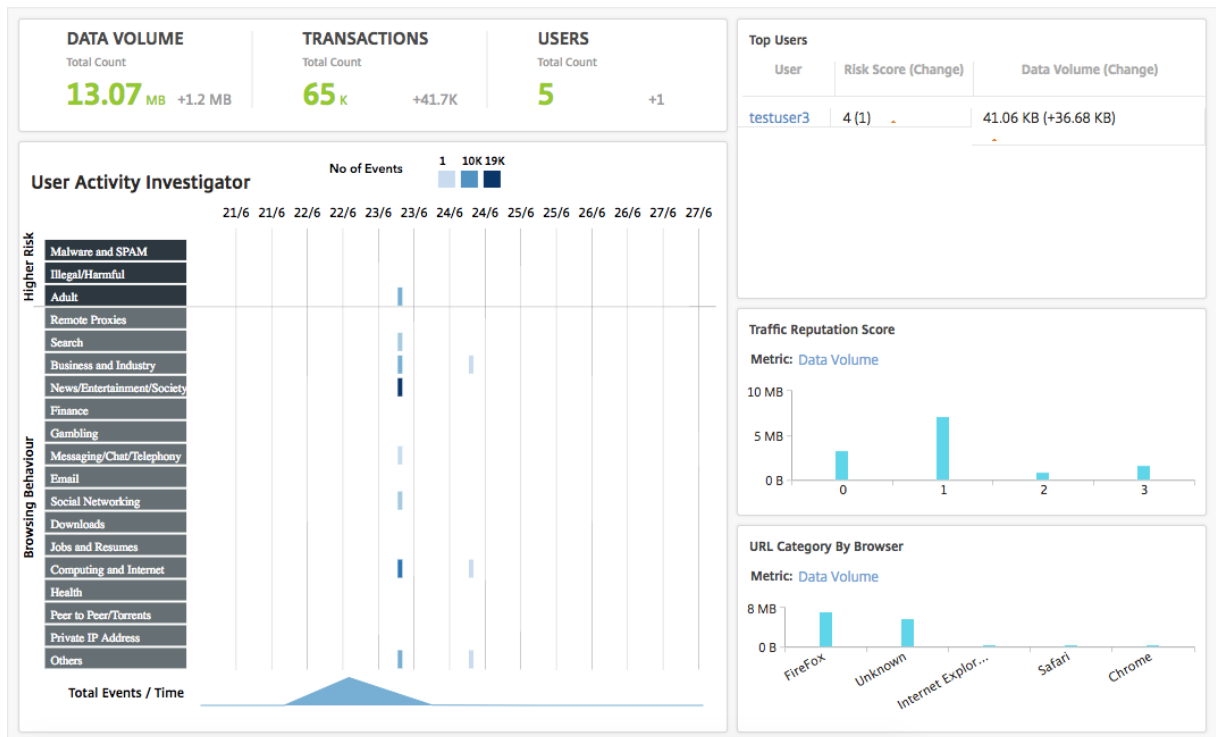 DATA VOLUME
Total Count
13.07 MB +1.2 MB
TRANSACTIONS
Total Count
65 K +41.7K
USERS
Total Count
5 +1
User Activity Investigator
No of Events
1 10K 19K
21/6 21/6 22/6 22/6 23/6 23/6 24/6 24/6 25/6 25/6 26/6 26/6 27/6 27/6
Higher Risk
Malware and SPAM
Illegal/Harmful
Adult
Browsing Behaviour
Remote Proxies
Search
Business and Industry
News/Entertainment/Society
Finance
Gambling
Messaging/Chat/Telephony
Email
Social Networking
Downloads
Jobs and Resumes
Computing and Internet
Health
Peer to Peer/Torrents
Private IP Address
Others
Total Events / Time
Top Users
User Risk Score (Change) Data Volume (Change)
testuser3 4 (1) 41.06 KB (+36.68 KB)
Traffic Reputation Score
Metric: Data Volume
10 MB
5 MB
0 B
0 1 2 3
URL Category By Browser
Metric: Data Volume
8 MB
0 B
FireFox Unknown Internet Explor... Safari Chrome